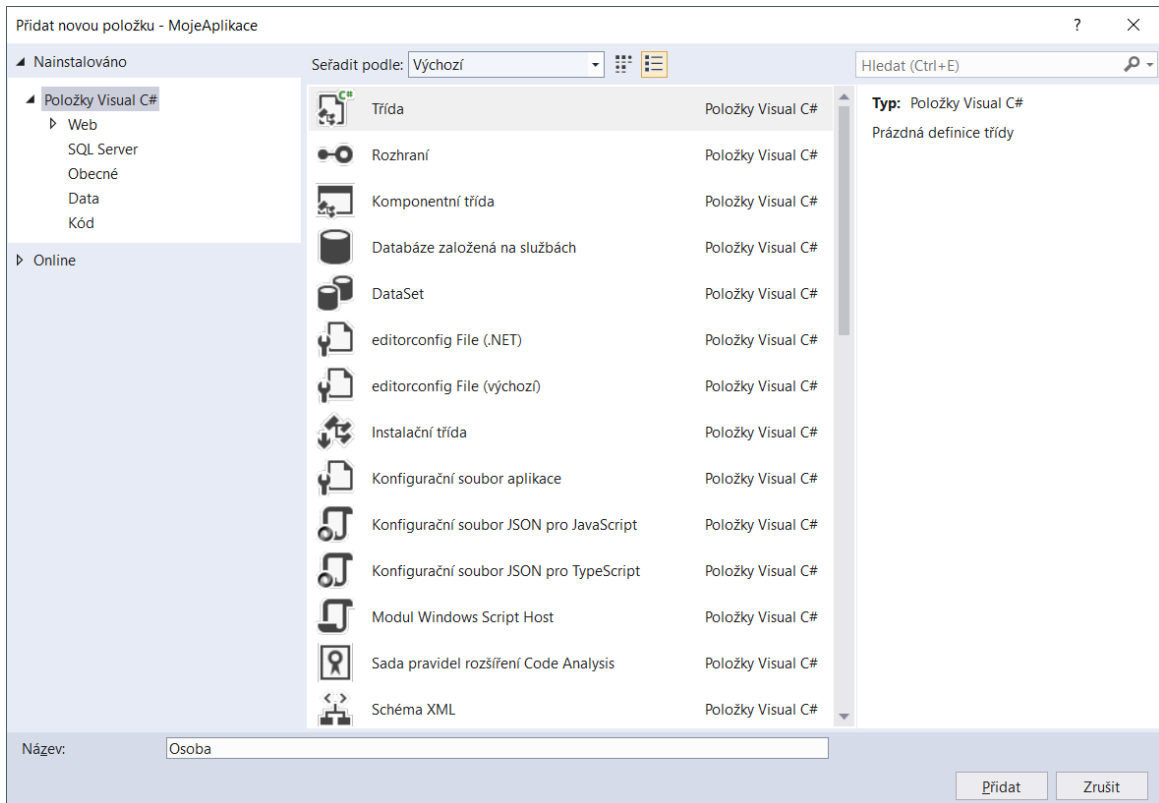 Přidat novou položku - MojeAplikace
?
Nainstalováno
Seřadit podle: Výchozí
Hledat (Ctrl+E)
Položky Visual C#
Web
SQL Server
Obecné
Data
Kód
Online
C#
Třída Položky Visual C#
Rozhraní Položky Visual C#
Komponentní třída Položky Visual C#
Databáze založená na službách Položky Visual C#
DataSet Položky Visual C#
editorconfig File (.NET) Položky Visual C#
editorconfig File (výchozí) Položky Visual C#
Instalační třída Položky Visual C#
Konfigurační soubor aplikace Položky Visual C#
Konfigurační soubor JSON pro JavaScript Položky Visual C#
Konfigurační soubor JSON pro TypeScript Položky Visual C#
Modul Windows Script Host Položky Visual C#
Sada pravidel rozšíření Code Analysis Položky Visual C#
Schéma XML Položky Visual C#
Typ: Položky Visual C#
Prázdná definice třídy
Název: Osoba
Přidat Zrušit